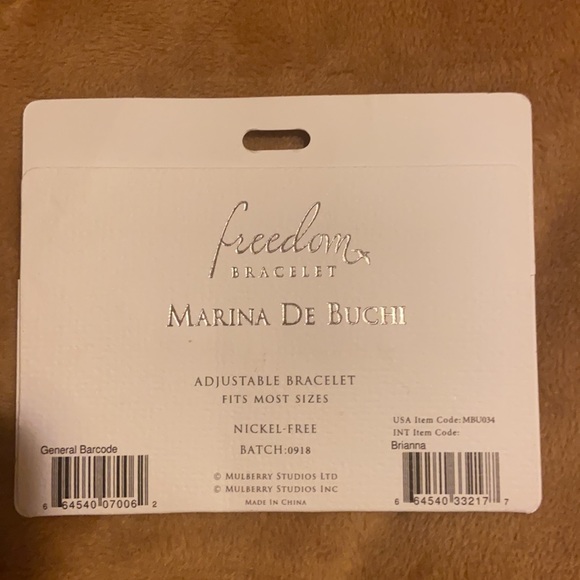 freedom
BRACELET
MARINA DE BUCHI
ADJUSTABLE BRACELET
FITS MOST SIZES
NICKEL-FREE
BATCH:0918
© MULBERRY STUDIOS LTD
© MULBERRY STUDIOS INC
MADE IN CHINA
General Barcode
6 64540 07006 2
USA Item Code: MBU034
INT Item Code:
Brianna
6 64540 33217 7